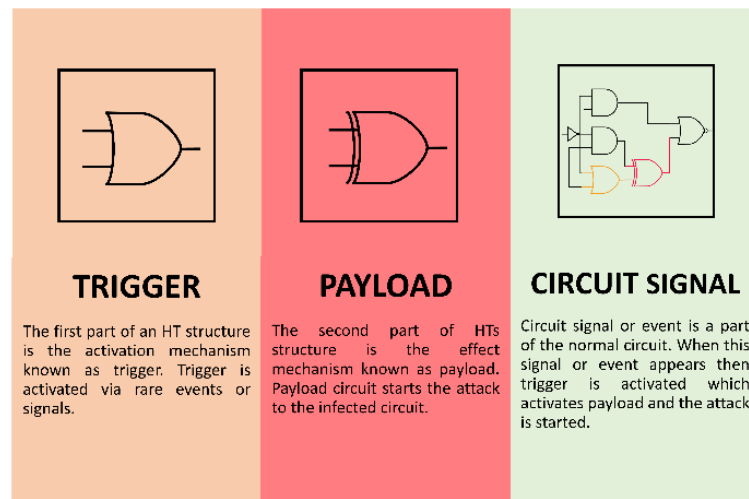 TRIGGER
The first part of an HT structure
is the activation mechanism
known as trigger. Trigger is
activated via rare events or
signals.
PAYLOAD
The second part of HTs
structure is the effect
mechanism known as payload.
Payload circuit starts the attack
to the infected circuit.
CIRCUIT SIGNAL
Circuit signal or event is a part
of the normal circuit. When this
signal or event appears then
trigger is activated which
activates payload and the attack
is started.